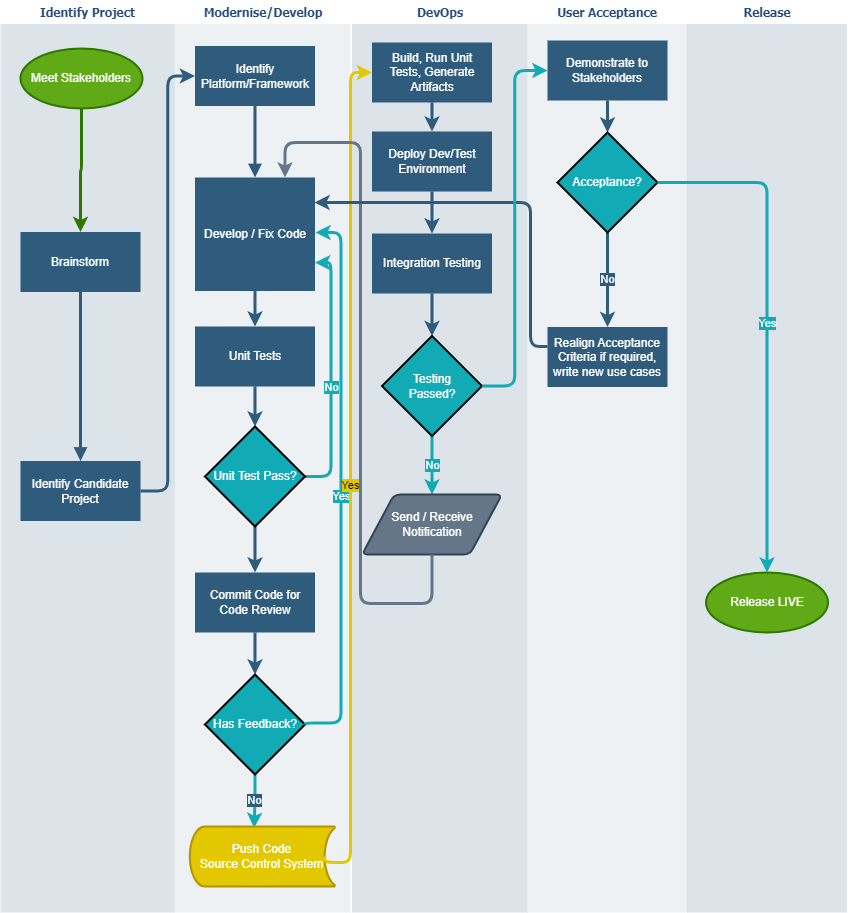 Identify Project
Modernise/Develop
DevOps
User Acceptance
Release
Meet Stakeholders
Brainstorm
Identify Candidate
Project
Identify
Platform/Framework
Develop / Fix Code
Unit Tests
No
Unit Test Pass?
Yes
Commit Code for
Code Review
Has Feedback?
No
Push Code
Source Control System
Yes
Build, Run Unit
Tests, Generate
Artifacts
Deploy Dev/Test
Environment
Integration Testing
Testing
Passed?
No
Send / Receive
Notification
Demonstrate to
Stakeholders
Acceptance?
No
Realign Acceptance
Criteria if required,
write new use cases
Yes
Release LIVE